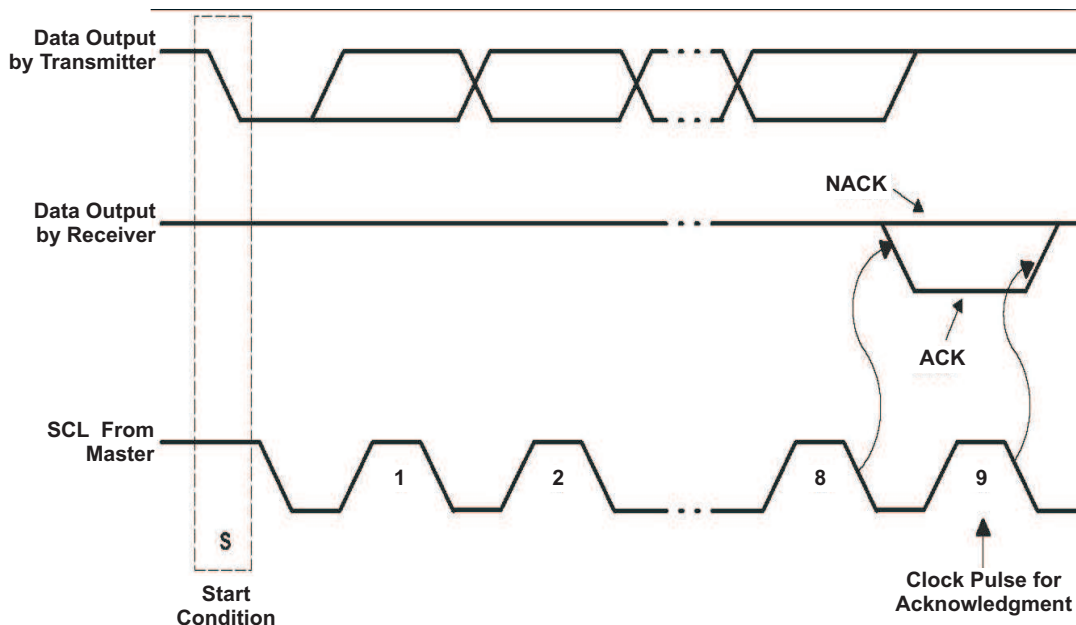 Data Output
by Transmitter
NACK
Data Output
by Receiver
ACK
SCL From
Master
1
2
8
9
S
Start
Condition
Clock Pulse for
Acknowledgment